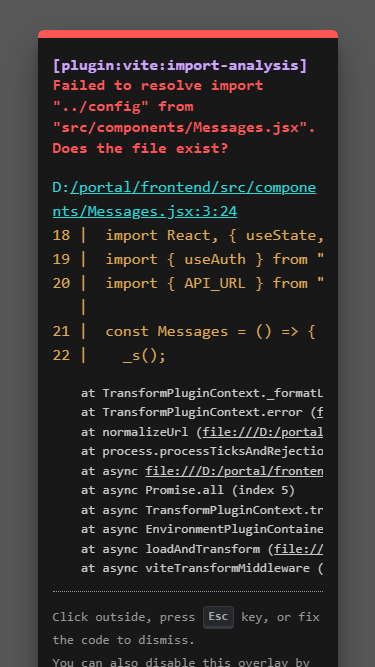 [plugin:vite:import-analysis]
Failed to resolve import
"../config" from
"src/components/Messages.jsx".
Does the file exist?
D:/portal/frontend/src/compone
nts/Messages.jsx:3:24
18 |  import React, { useState,
19 |  import { useAuth } from "
20 |  import { API_URL } from "
   |
21 |  const Messages = () => {
22 |    _s();
at TransformPluginContext._formatL
at TransformPluginContext.error (f
at normalizeUrl (file:///D:/portal
at process.processTicksAndRejectio
at async file:///D:/portal/fronten
at async Promise.all (index 5)
at async TransformPluginContext.tr
at async EnvironmentPluginContaine
at async loadAndTransform (file://
at async viteTransformMiddleware (
Click outside, press Esc key, or fix
the code to dismiss.
You can also disable this overlay by